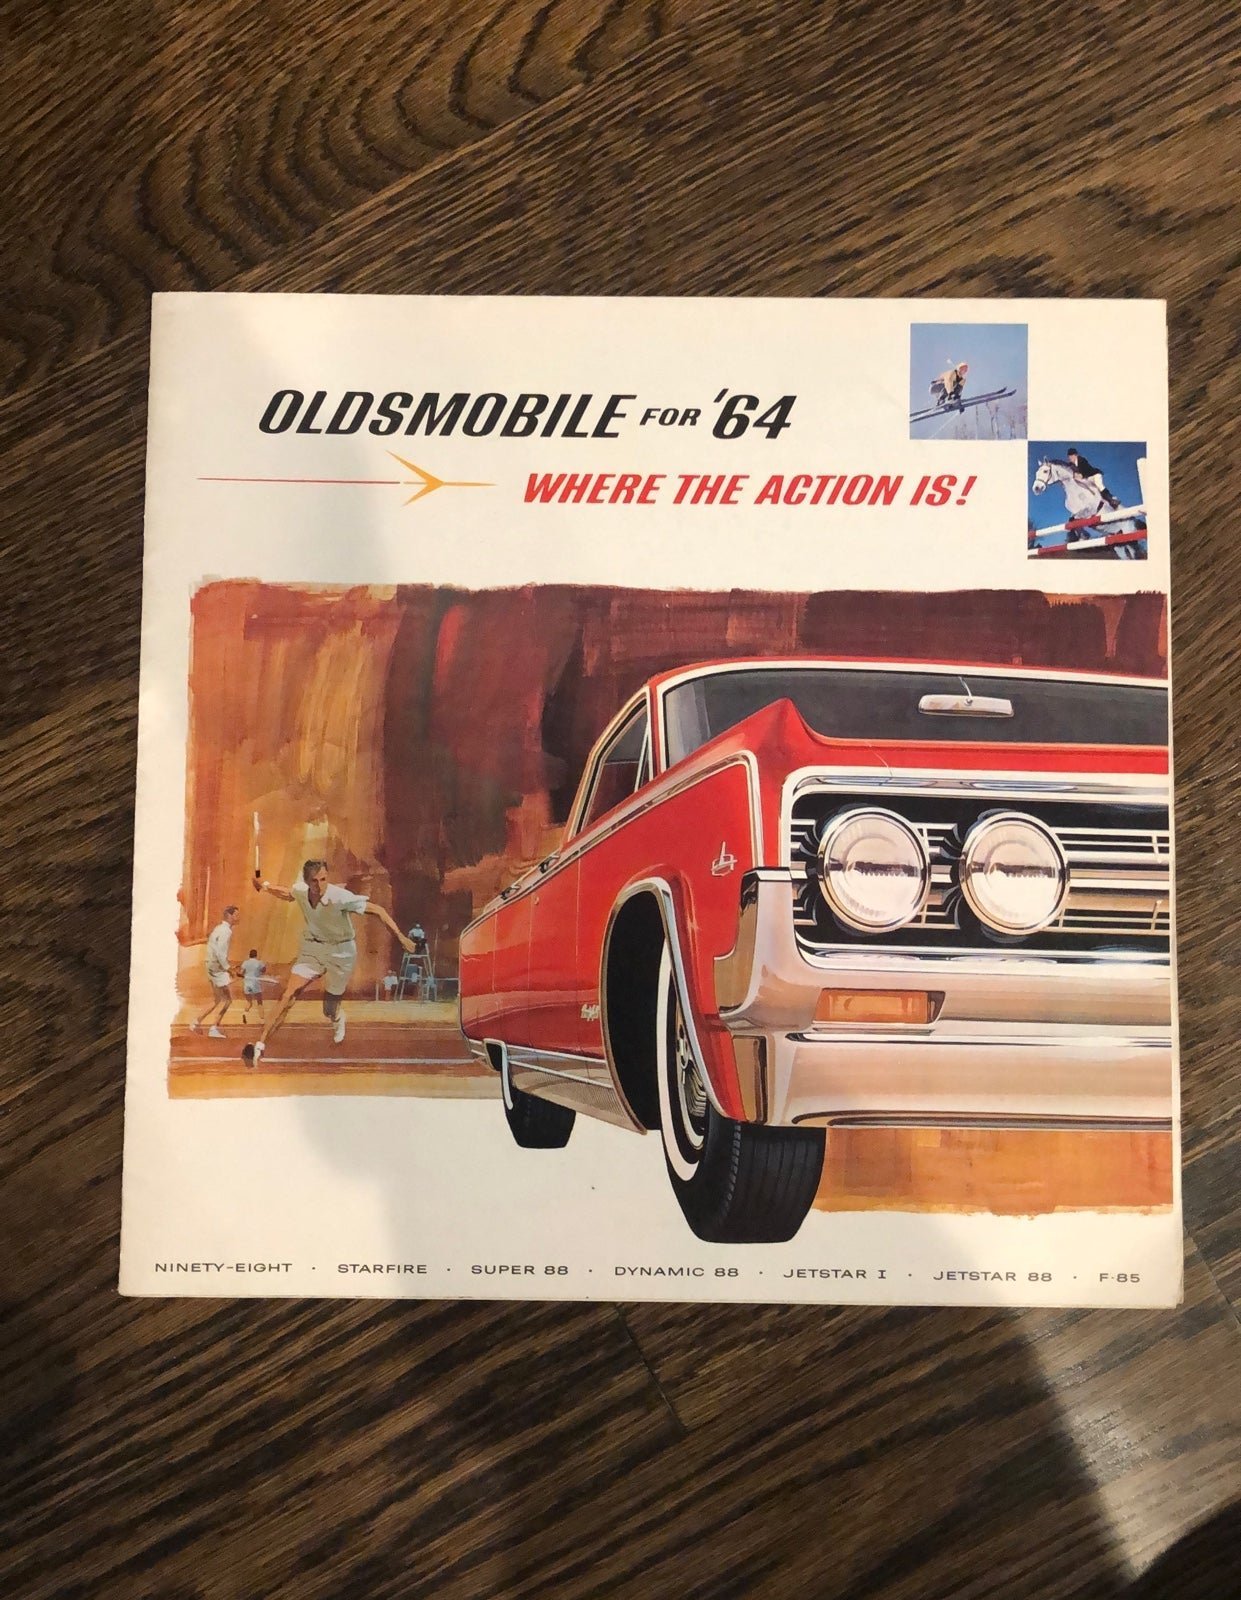 OLDSMOBILE FOR '64
WHERE THE ACTION IS!
NINETY-EIGHT · STARFIRE · SUPER 88 · DYNAMIC 88 · JETSTAR I · JETSTAR 88 · F-85